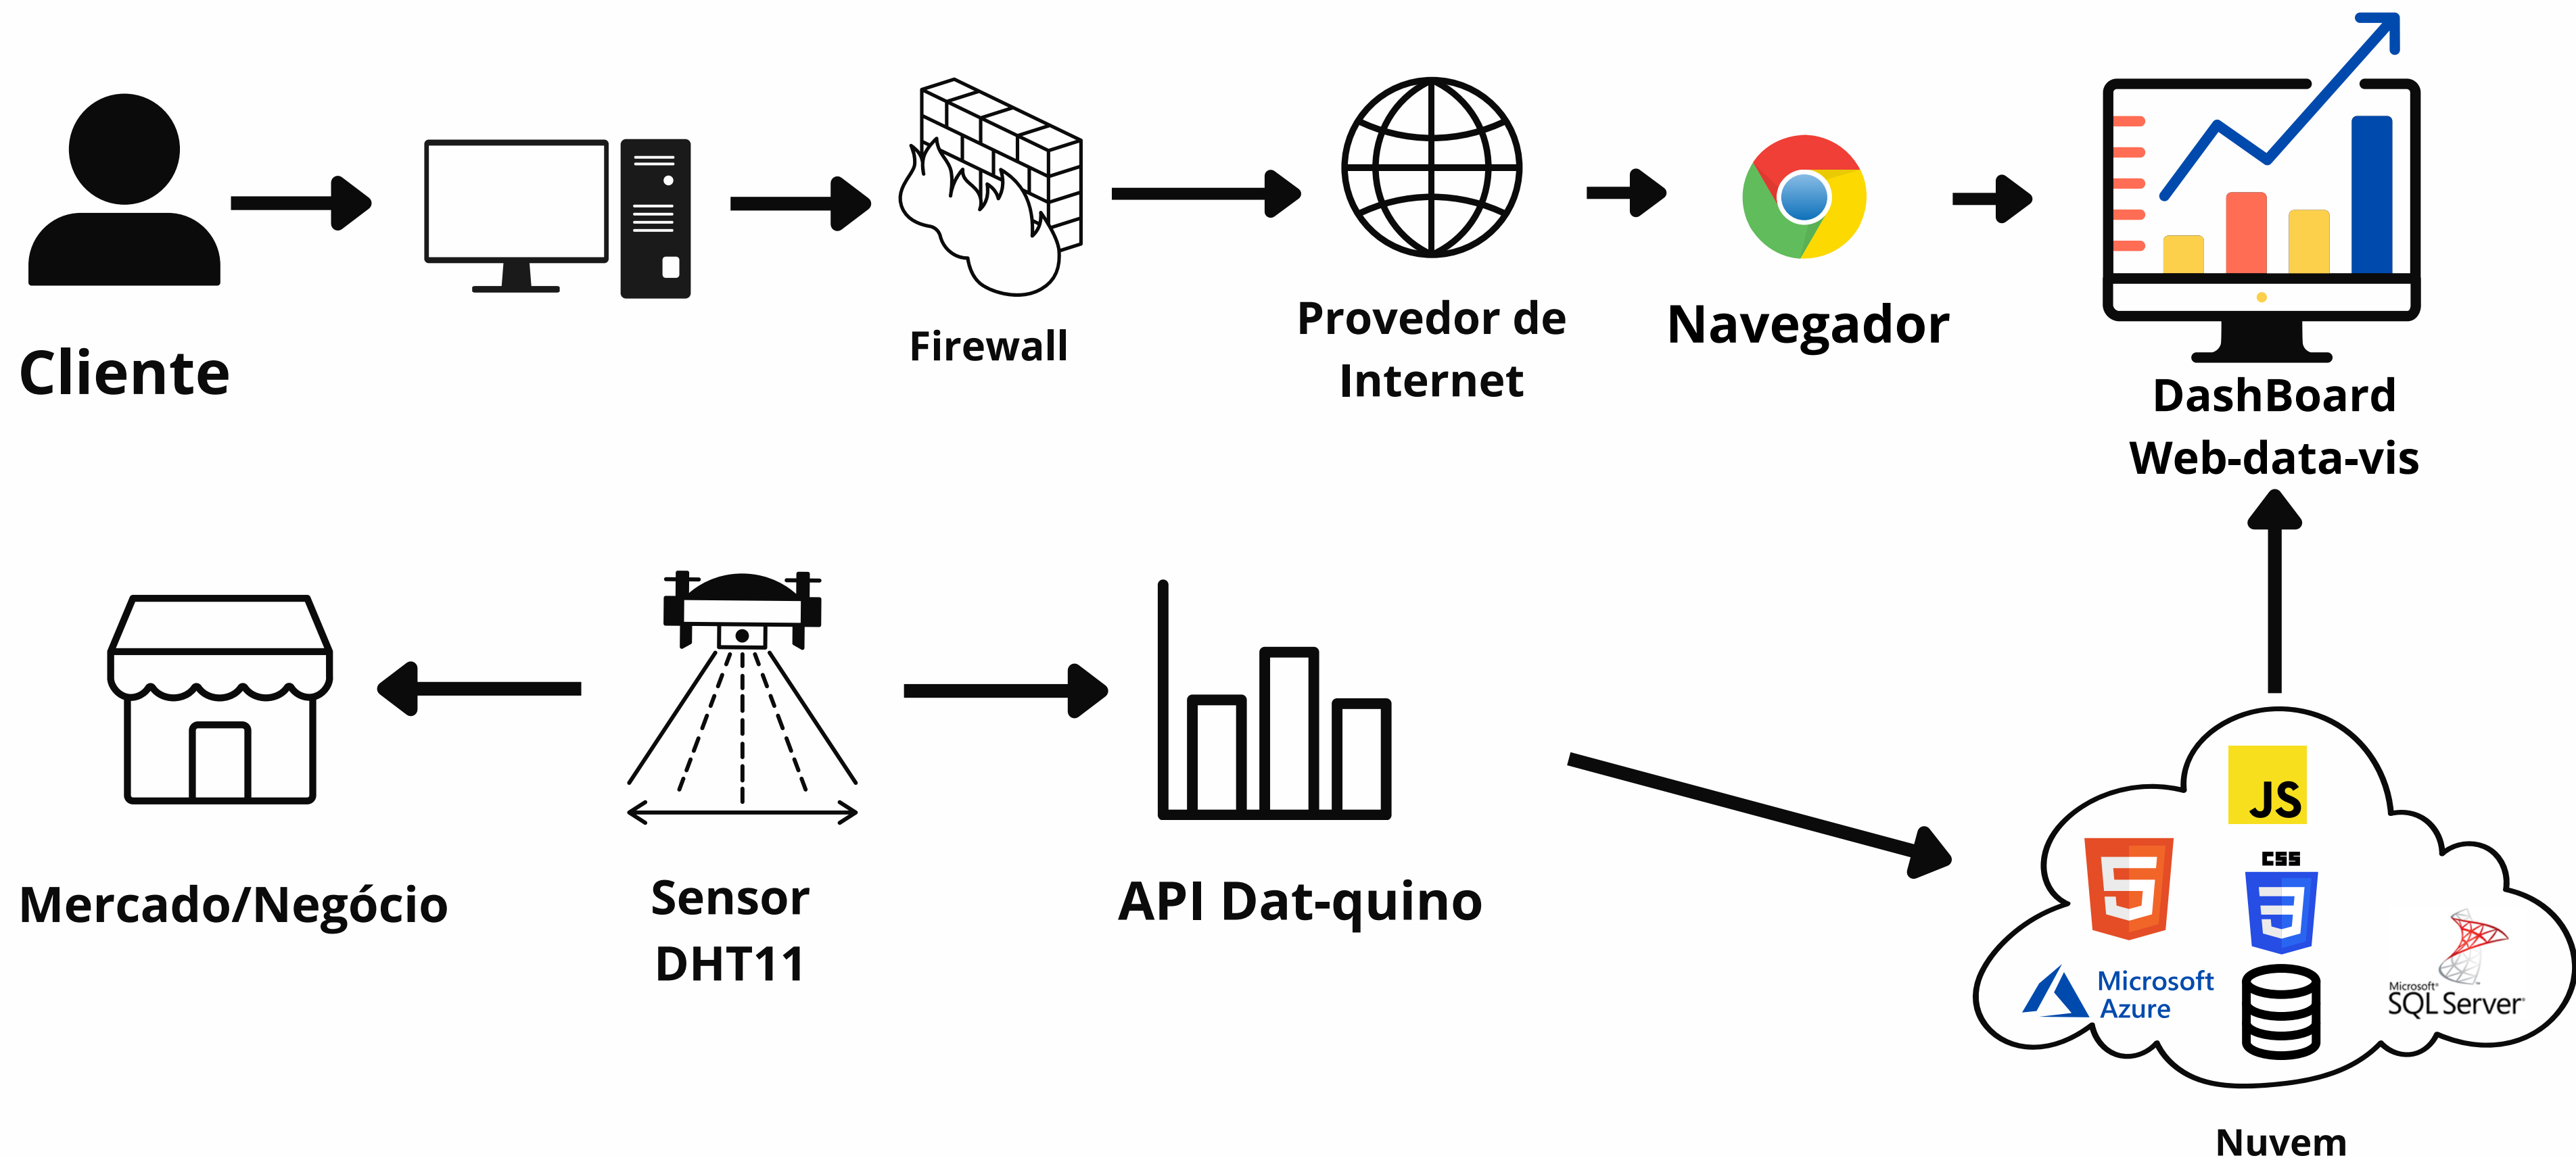 Cliente
Firewall
Provedor de
Internet
Navegador
DashBoard
Web-data-vis
Mercado/Negócio
Sensor
DHT11
API Dat-quino
JS
CSS
Microsoft
Azure
Microsoft®
SQL Server®
Nuvem